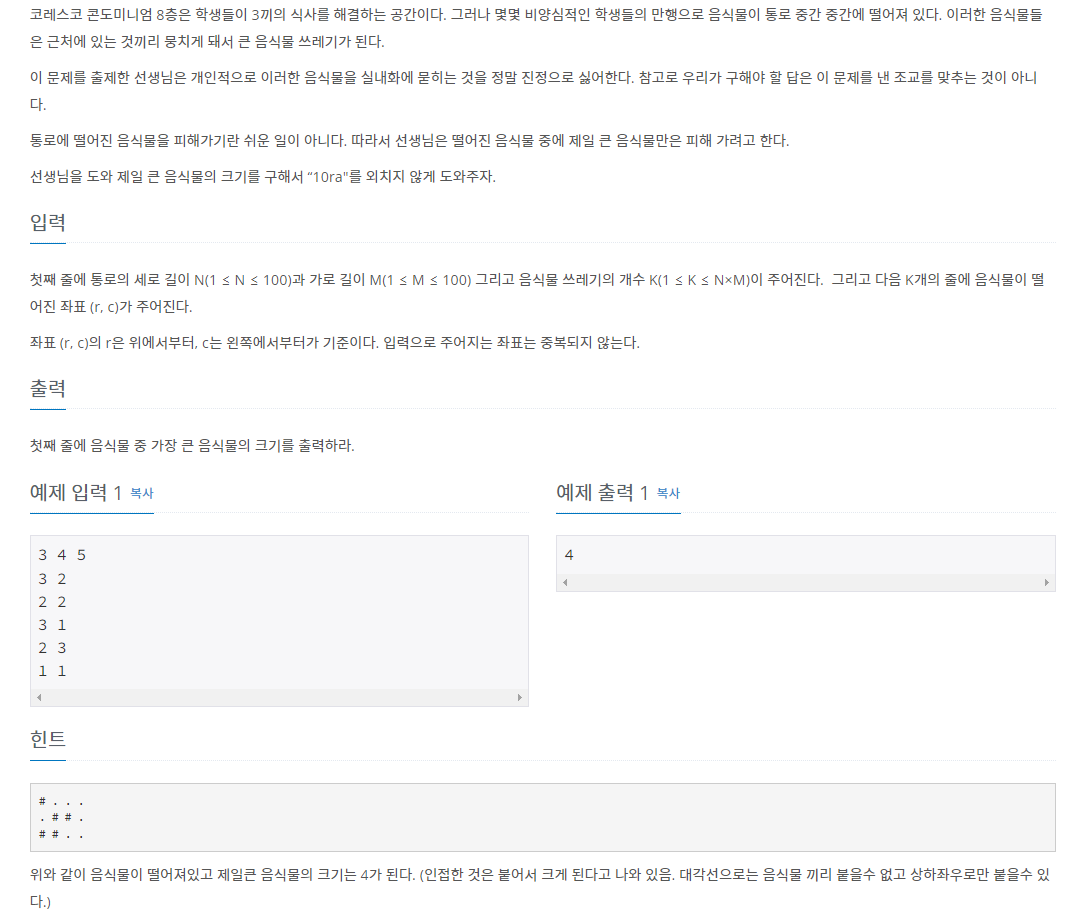 코레스코 콘도미니엄 8층은 학생들이 3끼의 식사를 해결하는 공간이다. 그러나 몇몇 비양심적인 학생들의 만행으로 음식물이 통로 중간 중간에 떨어져 있다. 이러한 음식물들
은 근처에 있는 것끼리 뭉치게 돼서 큰 음식물 쓰레기가 된다.
이 문제를 출제한 선생님은 개인적으로 이러한 음식물을 실내화에 묻히는 것을 정말 진정으로 싫어한다. 참고로 우리가 구해야 할 답은 이 문제를 낸 조교를 맞추는 것이 아니
다.
통로에 떨어진 음식물을 피해가기란 쉬운 일이 아니다. 따라서 선생님은 떨어진 음식물 중에 제일 큰 음식물만은 피해 가려고 한다.
선생님을 도와 제일 큰 음식물의 크기를 구해서 “10ra"를 외치지 않게 도와주자.
입력
첫째 줄에 통로의 세로 길이 N(1 ≤ N ≤ 100)과 가로 길이 M(1 ≤ M ≤ 100) 그리고 음식물 쓰레기의 개수 K(1 ≤ K ≤ N×M)이 주어진다.  그리고 다음 K개의 줄에 음식물이 떨
어진 좌표 (r, c)가 주어진다.
좌표 (r, c)의 r은 위에서부터, c는 왼쪽에서부터가 기준이다. 입력으로 주어지는 좌표는 중복되지 않는다.
출력
첫째 줄에 음식물 중 가장 큰 음식물의 크기를 출력하라.
예제 입력 1 복사
3 4 5
3 2
2 2
3 1
2 3
1 1
예제 출력 1 복사
4
힌트
# . . .
. # # .
# # . .
위와 같이 음식물이 떨어져있고 제일큰 음식물의 크기는 4가 된다. (인접한 것은 붙어서 크게 된다고 나와 있음. 대각선으로는 음식물 끼리 붙을수 없고 상하좌우로만 붙을수 있
다.)